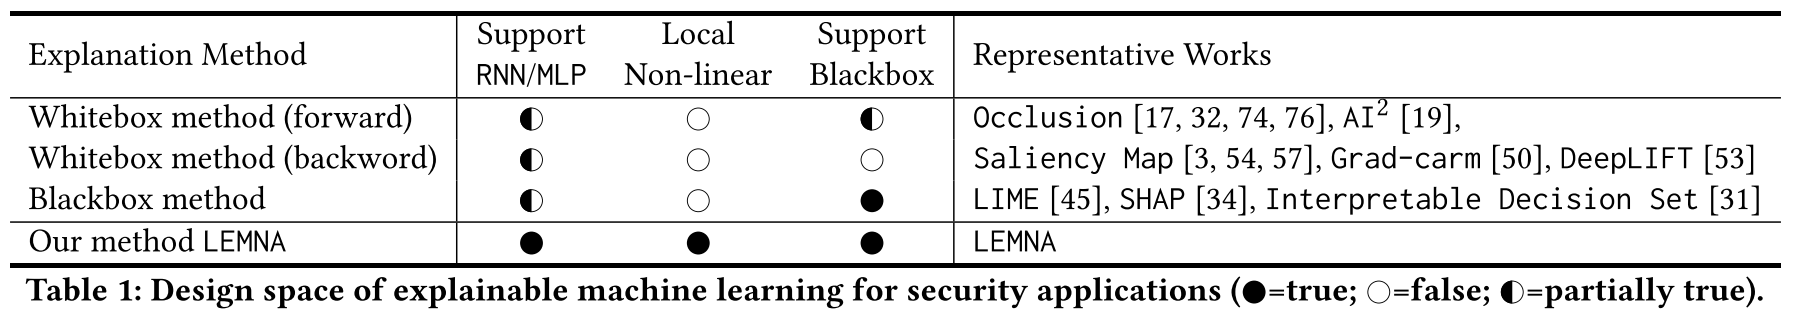 Explanation Method Support RNN/MLP Local Non-linear Support Blackbox Representative Works
Whitebox method (forward) ◐ ○ ◐ Occlusion [17, 32, 74, 76], AI² [19],
Whitebox method (backword) ◐ ○ ○ Saliency Map [3, 54, 57], Grad-carm [50], DeepLIFT [53]
Blackbox method ◐ ○ ● LIME [45], SHAP [34], Interpretable Decision Set [31]
Our method LEMNA ● ● ● LEMNA
Table 1: Design space of explainable machine learning for security applications (●=true; ○=false; ◐=partially true).